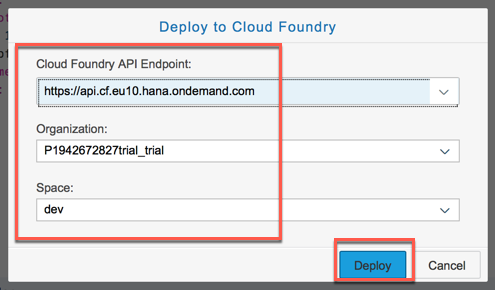 Deploy to Cloud Foundry
Cloud Foundry API Endpoint:
https://api.cf.eu10.hana.ondemand.com
Organization:
P1942672827trial_trial
Space:
dev
Deploy
Cancel